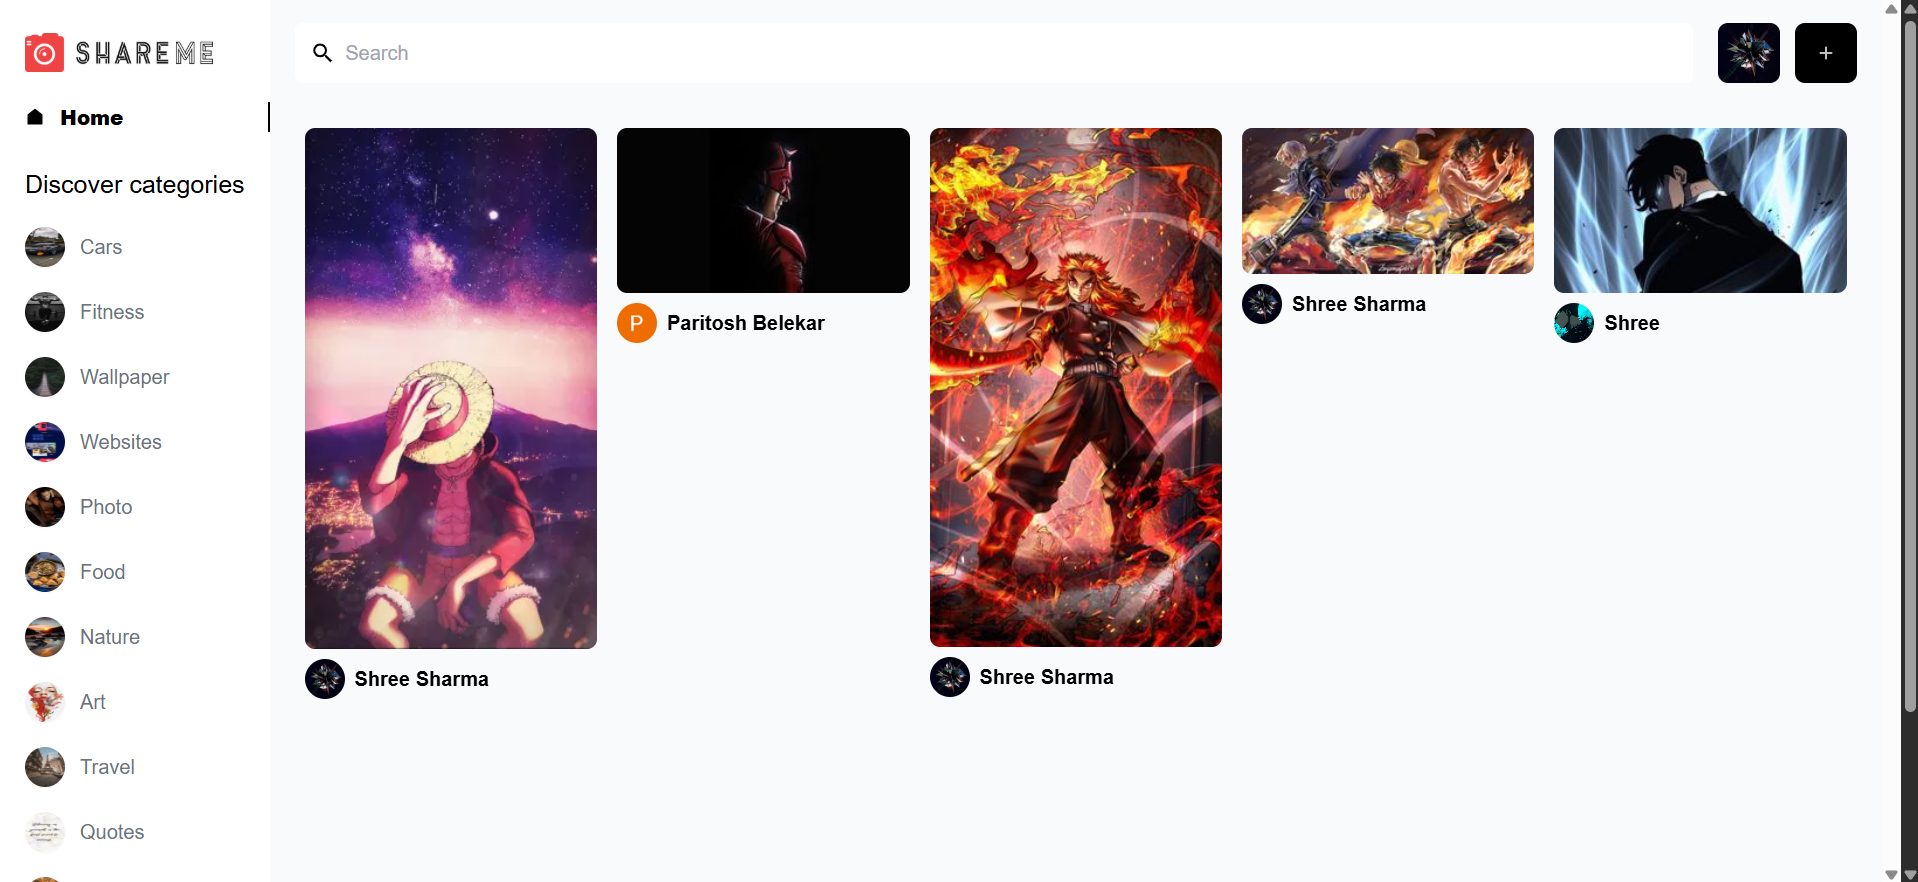 SHAREME
Search
+
Home
Discover categories
Cars
Fitness
Wallpaper
Websites
Photo
Food
Nature
Art
Travel
Quotes
Shree Sharma
P Paritosh Belekar
Shree Sharma
Shree Sharma
Shree